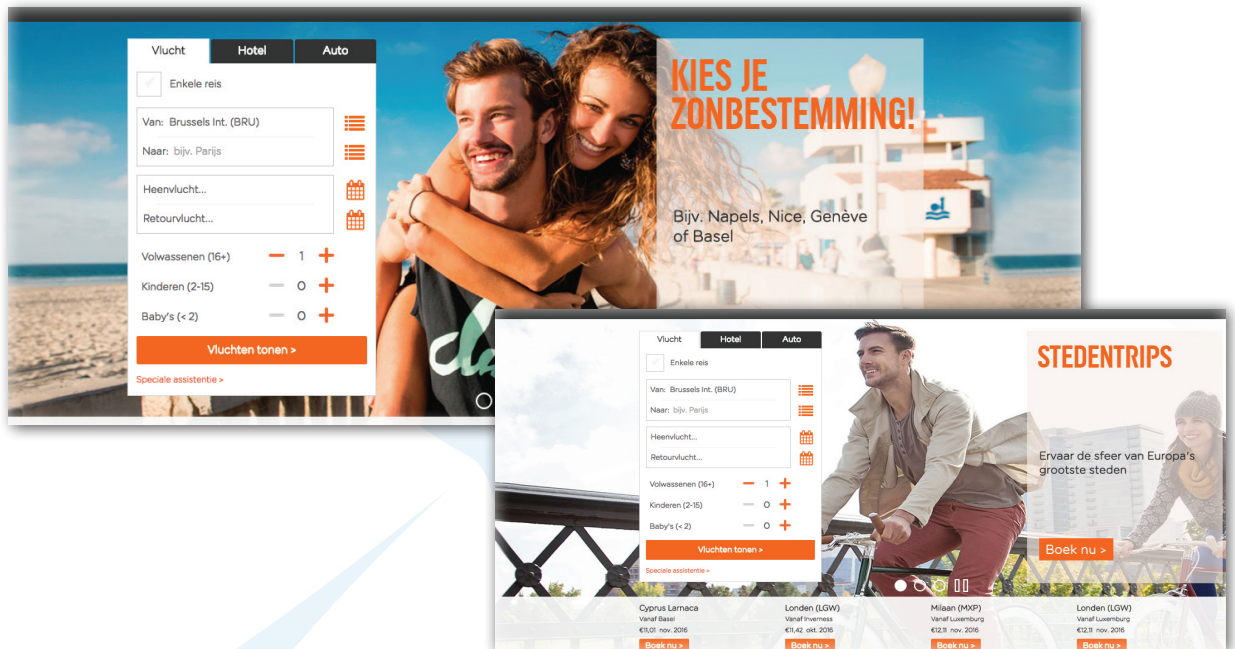 Vlucht Hotel Auto
Enkele reis
Van: Brussels Int. (BRU)
Naar: bijv. Parijs
Heenvlucht...
Retourvlucht...
Volwassenen (16+) 1
Kinderen (2-15) 0
Baby's (< 2) 0
Vluchten tonen >
Speciale assistentie >
KIES JE
ZONBESTEMMING!
Bijv. Napels, Nice, Genève
of Basel
Vlucht Hotel Auto
Enkele reis
Van: Brussels Int. (BRU)
Naar: bijv. Parijs
Heenvlucht...
Retourvlucht...
Volwassenen (16+) 1
Kinderen (2-15) 0
Baby's (< 2) 0
Vluchten tonen >
Speciale assistentie >
STEDENTRIPS
Ervaar de sfeer van Europa's
grootste steden
Boek nu >
Cyprus Larnaca
Vanaf Basel
€11,01 nov. 2016
Boek nu >
Londen (LGW)
Vanaf Inverness
€11,42 okt. 2016
Boek nu >
Milaan (MXP)
Vanaf Luxemburg
€12,11 nov. 2016
Boek nu >
Londen (LGW)
Vanaf Luxemburg
€12,11 nov. 2016
Boek nu >